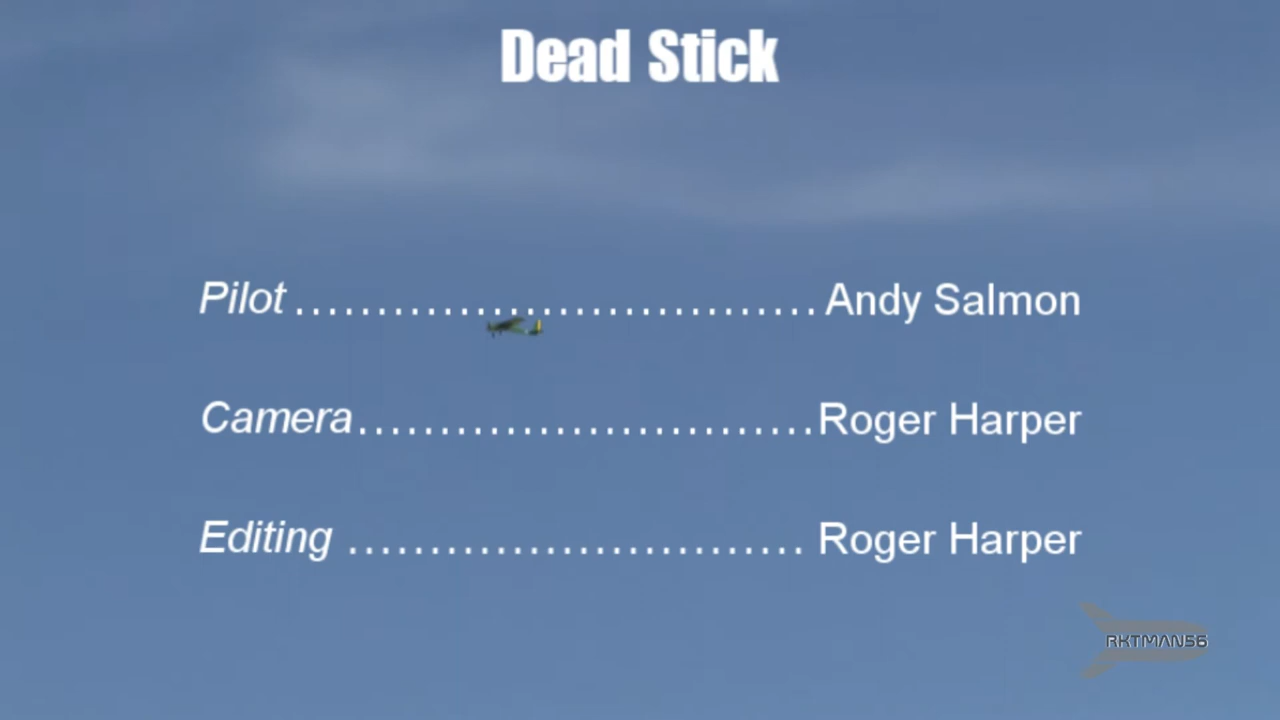 Dead Stick
Pilot ................................ Andy Salmon
Camera............................Roger Harper
Editing ............................ Roger Harper
RKTMAN56